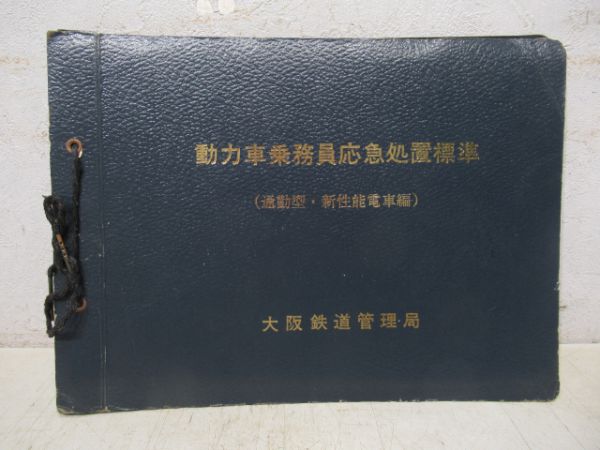 動力車乗務員応急処置標準
(通勤型・新性能電車編)
大阪鉄道管理局